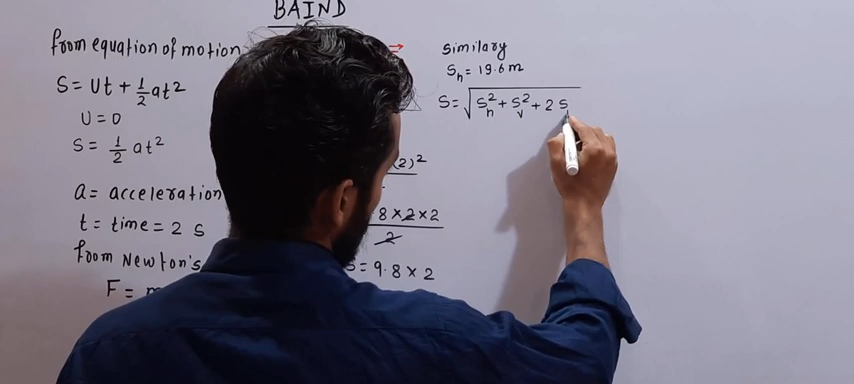 BAIND
from equation of motion
S = Ut + 1/2 at²
U = 0
S = 1/2 at²
a = acceleration
t = time = 2 s
from Newton's
F =
(2)²
8 × 2 × 2
2
S = 9.8 × 2
Similary
Sh = 19.6 m
S = √Sh² + Sv² + 2 S